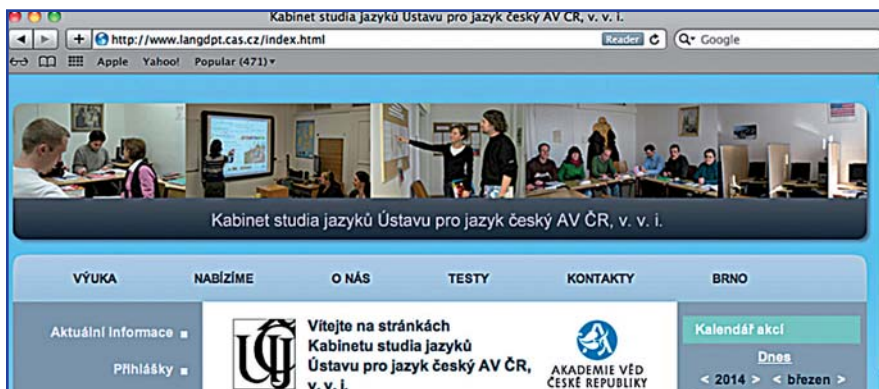 Kabinet studia jazyků Ústavu pro jazyk český AV ČR, v. v. i.
http://www.langdpt.cas.cz/index.html
Reader
Google
Apple Yahoo! Popular (471)
Kabinet studia jazyků Ústavu pro jazyk český AV ČR, v. v. i.
VÝUKA NABÍZÍME O NÁS TESTY KONTAKTY BRNO
Aktuální informace
Přihlášky
ÚJČ
Vítejte na stránkách
Kabinetu studia jazyků
Ústavu pro jazyk český AV ČR,
v. v. i.
AKADEMIE VĚD
ČESKÉ REPUBLIKY
Kalendář akcí
Dnes
< 2014 > < březen >